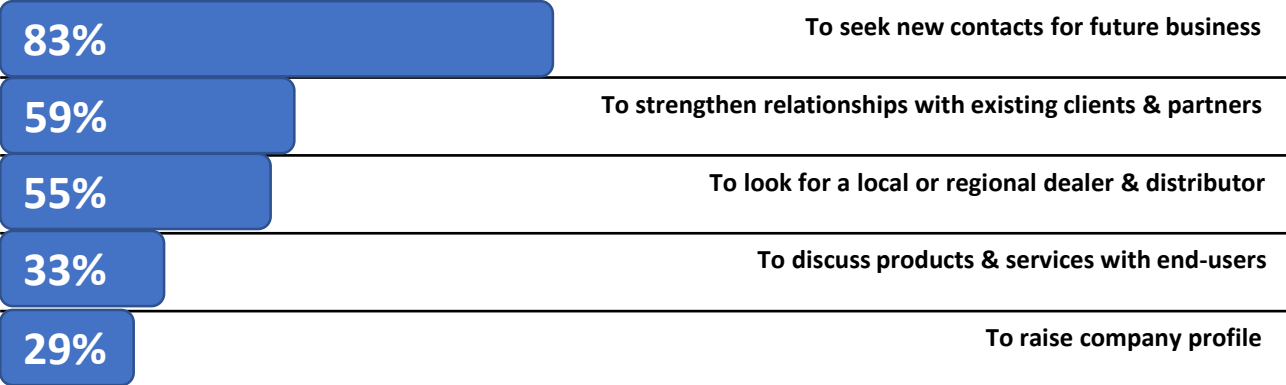 83% To seek new contacts for future business
59% To strengthen relationships with existing clients & partners
55% To look for a local or regional dealer & distributor
33% To discuss products & services with end-users
29% To raise company profile